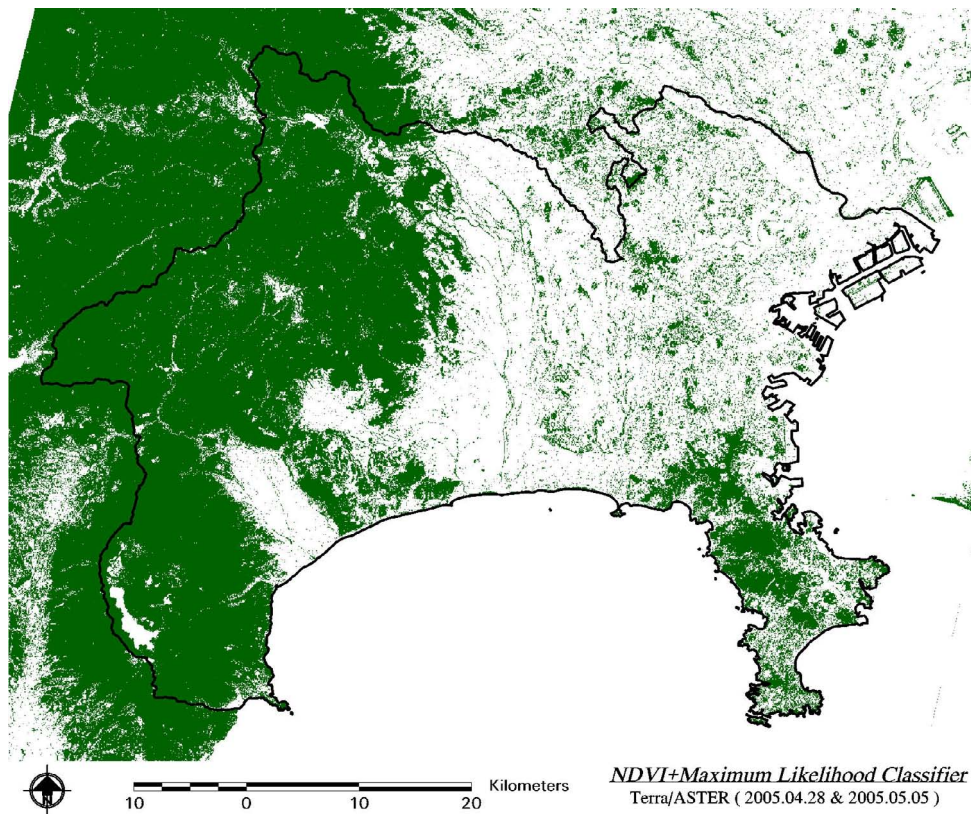 N
10 0 10 20
Kilometers
NDVI+Maximum Likelihood Classifier
Terra/ASTER ( 2005.04.28 & 2005.05.05 )